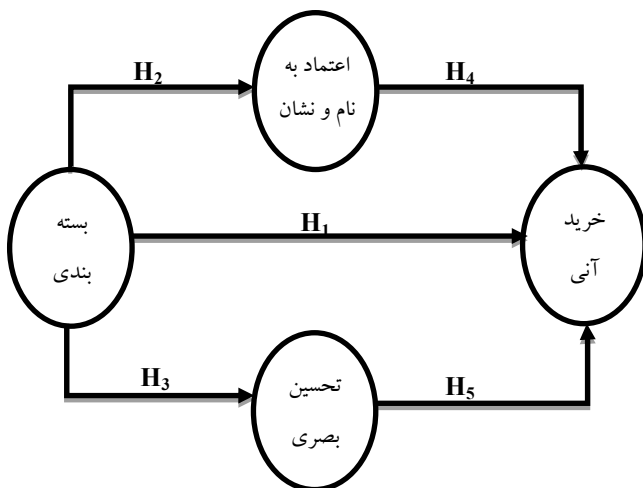 اعتماد به
نام و نشان
H₂
H₄
بسته
بندی
H₁
خرید
آنی
H₃
تحسین
بصری
H₅